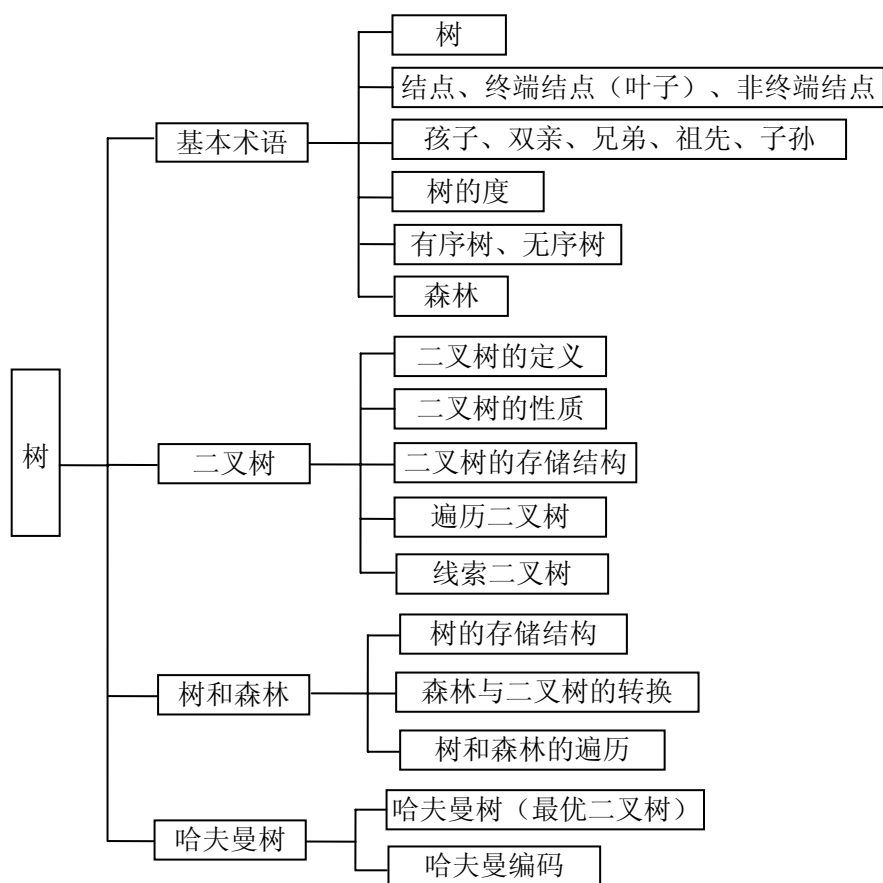 树
基本术语
树
结点、终端结点（叶子）、非终端结点
孩子、双亲、兄弟、祖先、子孙
树的度
有序树、无序树
森林
二叉树
二叉树的定义
二叉树的性质
二叉树的存储结构
遍历二叉树
线索二叉树
树和森林
树的存储结构
森林与二叉树的转换
树和森林的遍历
哈夫曼树
哈夫曼树（最优二叉树）
哈夫曼编码